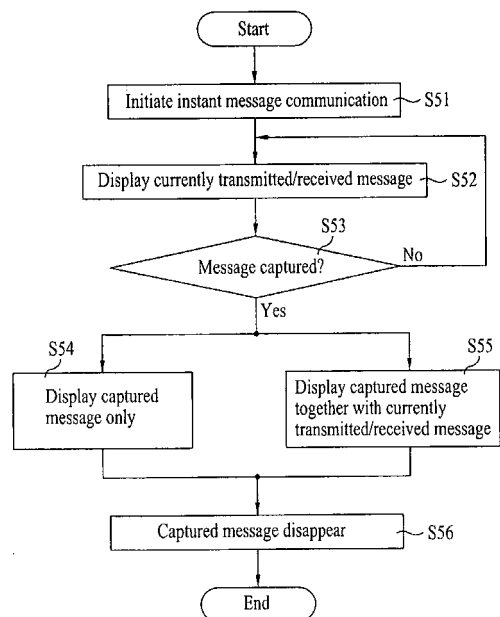 Start
Initiate instant message communication
S51
Display currently transmitted/received message
S52
S53
Message captured?
No
Yes
S54
Display captured
message only
S55
Display captured message
together with currently
transmitted/received message
Captured message disappear
S56
End